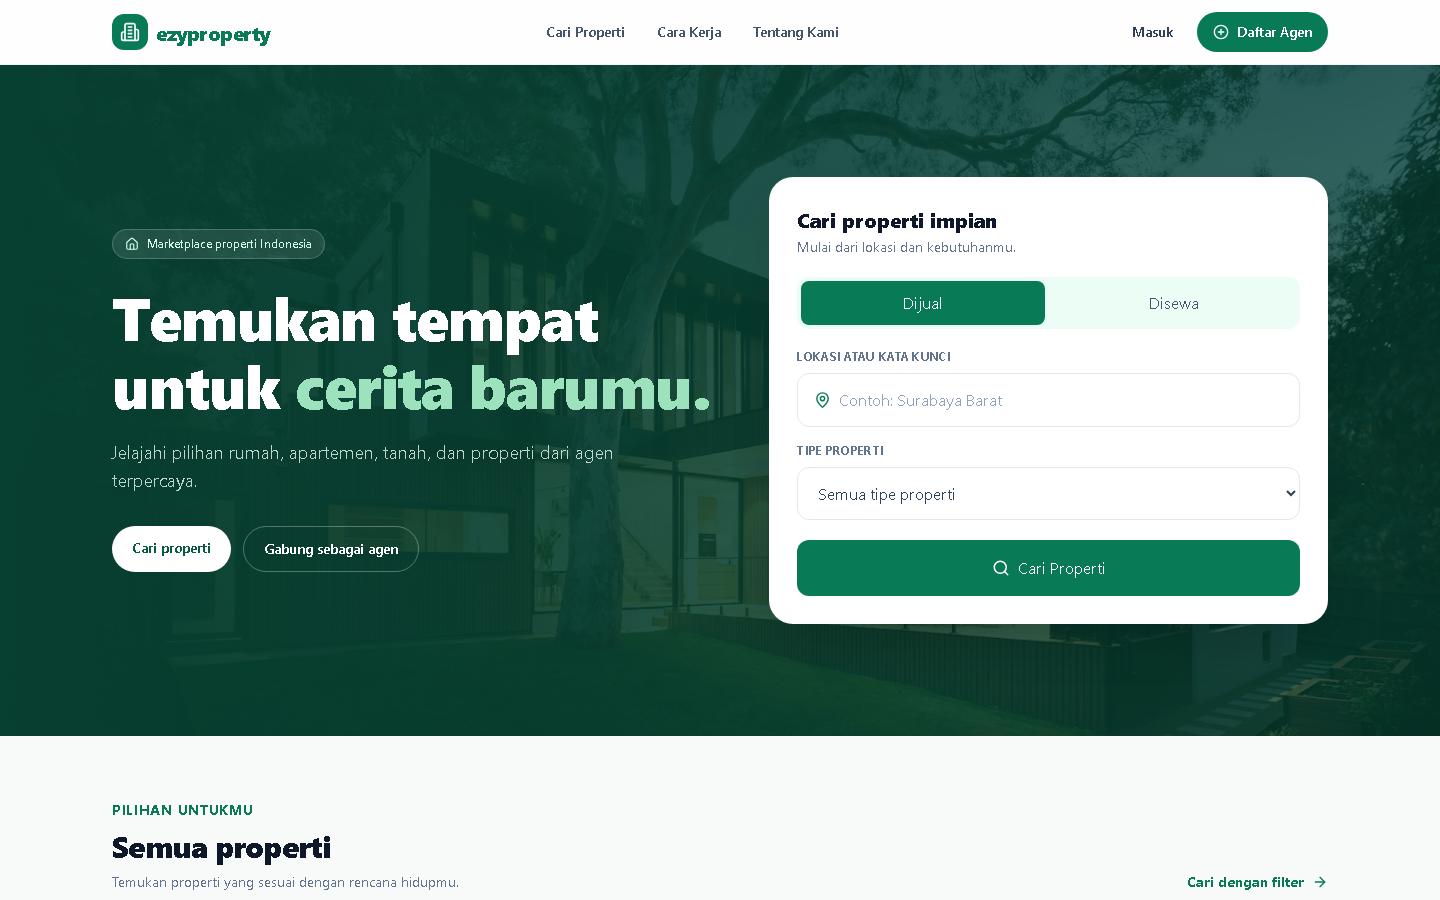 ezyproperty
Cari Properti
Cara Kerja
Tentang Kami
Masuk
Daftar Agen
Marketplace properti Indonesia
Temukan tempat
untuk cerita barumu.
Jelajahi pilihan rumah, apartemen, tanah, dan properti dari agen
terpercaya.
Cari properti
Gabung sebagai agen
Cari properti impian
Mulai dari lokasi dan kebutuhanmu.
Dijual
Disewa
LOKASI ATAU KATA KUNCI
Contoh: Surabaya Barat
TIPE PROPERTI
Semua tipe properti
Cari Properti
PILIHAN UNTUKMU
Semua properti
Temukan properti yang sesuai dengan rencana hidupmu.
Cari dengan filter